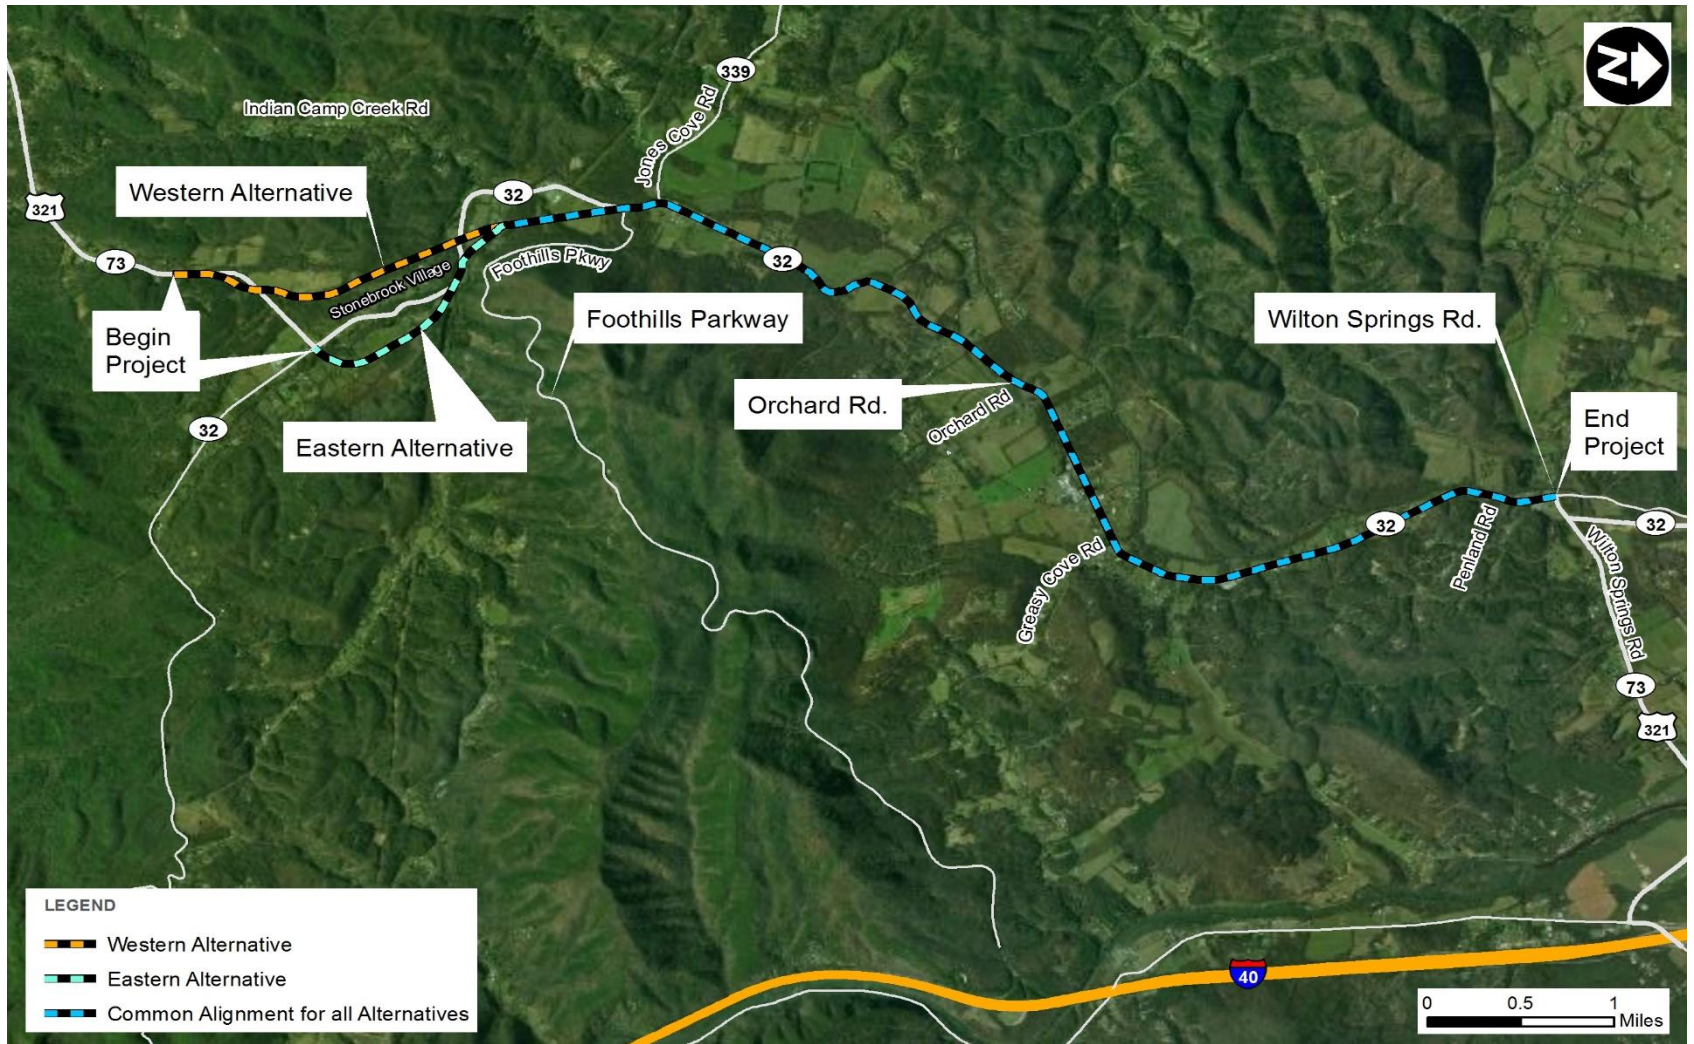 339
Indian Camp Creek Rd
Jones Cove Rd
N
Western Alternative
32
321
73
Foothills Pkwy
32
Stonebrook Village
Begin
Project
Foothills Parkway
Wilton Springs Rd.
Orchard Rd.
Orchard Rd
32
Eastern Alternative
End
Project
32
32
Penland Rd
Wilton Springs Rd
Greasy Cove Rd
73
321
LEGEND
Western Alternative
Eastern Alternative
Common Alignment for all Alternatives
40
0 0.5 1
Miles